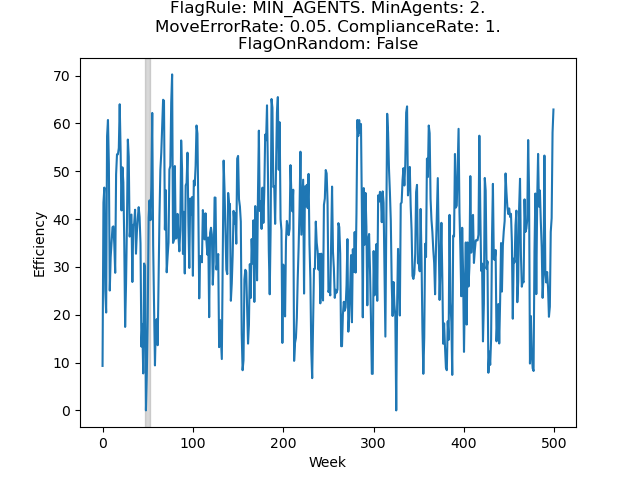 FlagRule: MIN_AGENTS. MinAgents: 2.
MoveErrorRate: 0.05. ComplianceRate: 1.
FlagOnRandom: False
70
60
50
40
30
20
10
0
Efficiency
0 100 200 300 400 500
Week